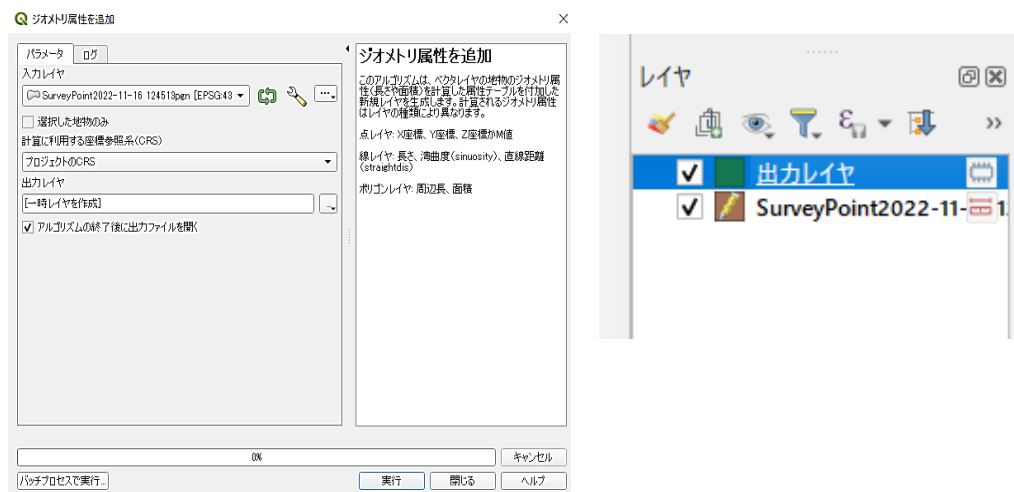 ジオメトリ属性を追加
パラメータ
ログ
入力レイヤ
SurveyPoint2022-11-16 124513pgn [EPSG:43
選択した地物のみ
計算に利用する座標参照系(CRS)
プロジェクトのCRS
出力レイヤ
[一時レイヤを作成]
アルゴリズムの終了後に出力ファイルを開く
ジオメトリ属性を追加
このアルゴリズムは、ベクタレイヤの地物のジオメトリ属
性(長さや面積)を計算した属性テーブルを付加した
新規レイヤを生成します。計算されるジオメトリ属性
はレイヤの種類により異なります。
点レイヤ: X座標、Y座標、Z座標かM値
線レイヤ: 長さ、湾曲度(sinuosity)、直線距離
(straightdis)
ポリゴンレイヤ: 周辺長、面積
0%
キャンセル
バッチプロセスで実行...
実行
閉じる
ヘルプ
レイヤ
出力レイヤ
SurveyPoint2022-11-